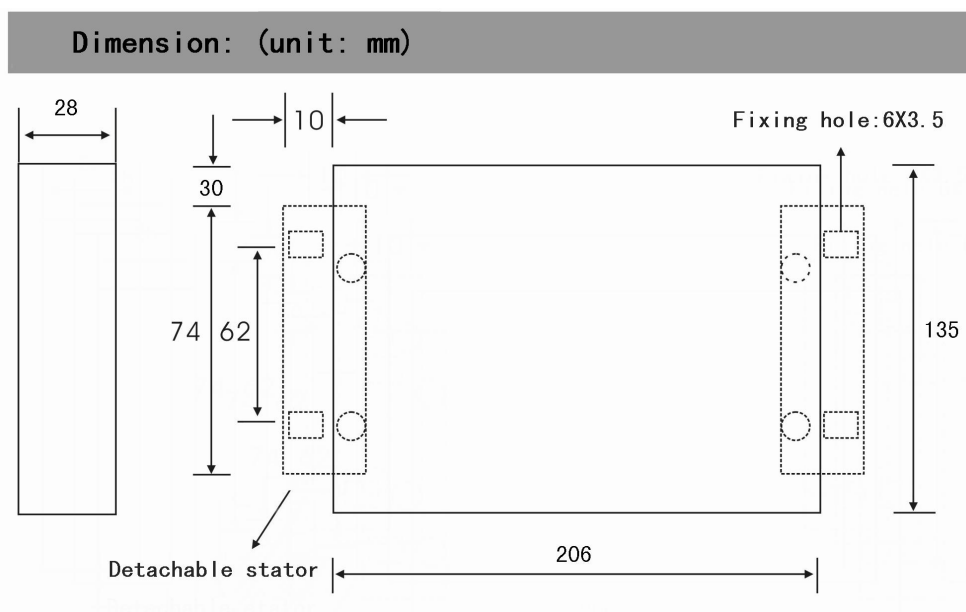 Dimension: (unit: mm)
28
10
Fixing hole:6X3.5
30
74
62
135
206
Detachable stator